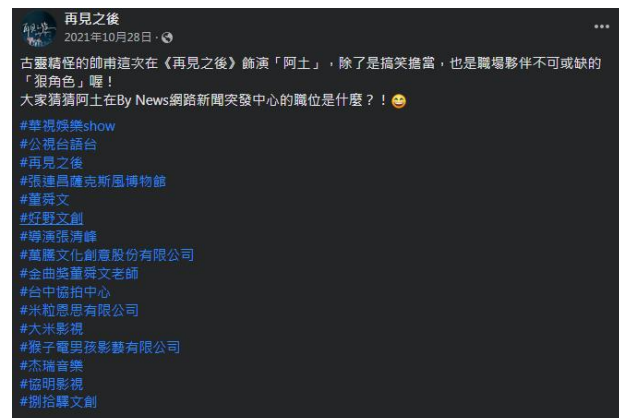 再見之後
2021年10月28日 ·
古靈精怪的帥甫這次在《再見之後》飾演「阿土」，除了是搞笑擔當，也是職場夥伴不可或缺的
「狠角色」喔！
大家猜猜阿土在By News網路新聞突發中心的職位是什麼？！😄
#華視娛樂show
#公視台語台
#再見之後
#張連昌薩克斯風博物館
#董舜文
#好野文創
#導演張清峰
#萬騰文化創意股份有限公司
#金曲獎董舜文老師
#台中協拍中心
#米粒恩思有限公司
#大米影視
#猴子電男孩影藝有限公司
#杰瑞音樂
#協明影視
#捌拾驛文創